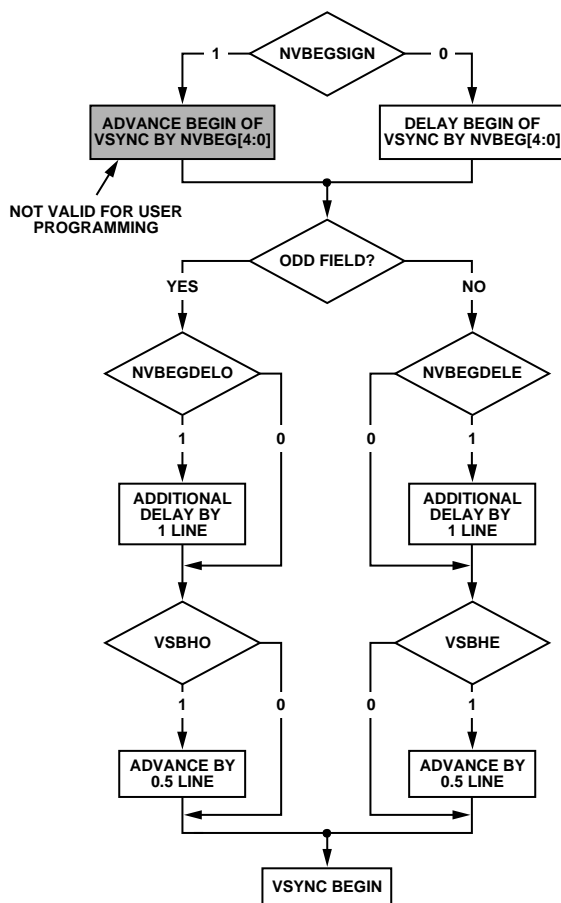 NVBEGSIGN
1
0
ADVANCE BEGIN OF
VSYNC BY NVBEG[4:0]
DELAY BEGIN OF
VSYNC BY NVBEG[4:0]
NOT VALID FOR USER
PROGRAMMING
ODD FIELD?
YES
NO
NVBEGDELO
NVBEGDELE
1
0
0
1
ADDITIONAL
DELAY BY
1 LINE
ADDITIONAL
DELAY BY
1 LINE
VSBHO
VSBHE
1
0
0
1
ADVANCE BY
0.5 LINE
ADVANCE BY
0.5 LINE
VSYNC BEGIN